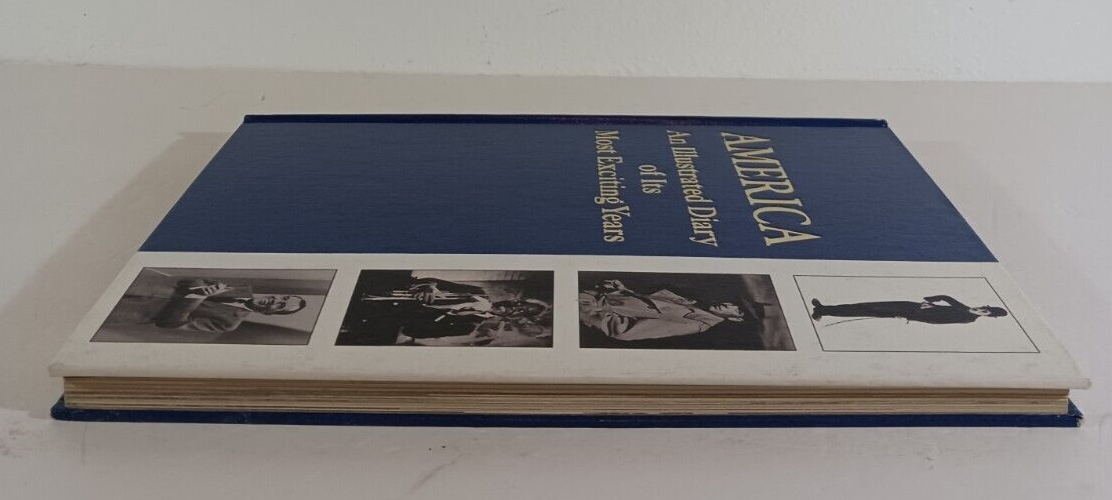 AMERICA
An Illustrated Diary
of Its
Most Exciting Years